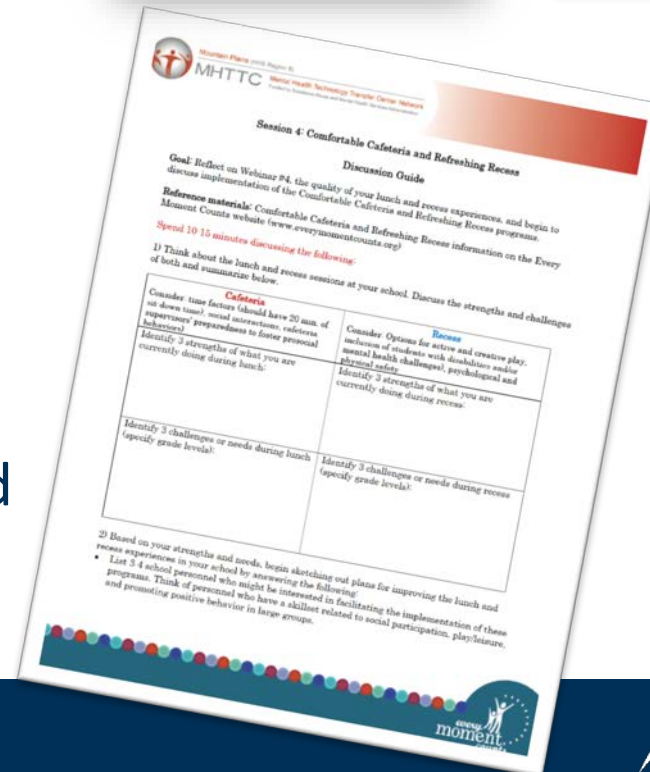 Mountain Plains (HHS Region 8)
MHTTC Mental Health Technology Transfer Center Network
Funded by Substance Abuse and Mental Health Services Administration
Session 4: Comfortable Cafeteria and Refreshing Recess
Discussion Guide
Goal: Reflect on Webinar #4, the quality of your lunch and recess experiences, and begin to
discuss implementation of the Comfortable Cafeteria and Refreshing Recess programs.
Reference materials: Comfortable Cafeteria and Refreshing Recess information on the Every
Moment Counts website (www.everymomentcounts.org)
Spend 10-15 minutes discussing the following:
1) Think about the lunch and recess sessions at your school. Discuss the strengths and challenges
of both and summarize below.
Cafeteria
Consider: time factors (should have 20 min. of
sit down time), social interactions, cafeteria
supervisors' preparedness to foster prosocial
behaviors)
Recess
Consider: Options for active and creative play,
inclusion of students with disabilities and/or
mental health challenges), psychological and
physical safety
Identify 3 strengths of what you are
currently doing during lunch:
Identify 3 strengths of what you are
currently doing during recess:
Identify 3 challenges or needs during lunch
(specify grade levels):
Identify 3 challenges or needs during recess
(specify grade levels):
2) Based on your strengths and needs, begin sketching out plans for improving the lunch and
recess experiences in your school by answering the following:
• List 3-4 school personnel who might be interested in facilitating the implementation of these
programs. Think of personnel who have a skillset related to social participation, play/leisure,
and promoting positive behavior in large groups.
every
moment
counts
d